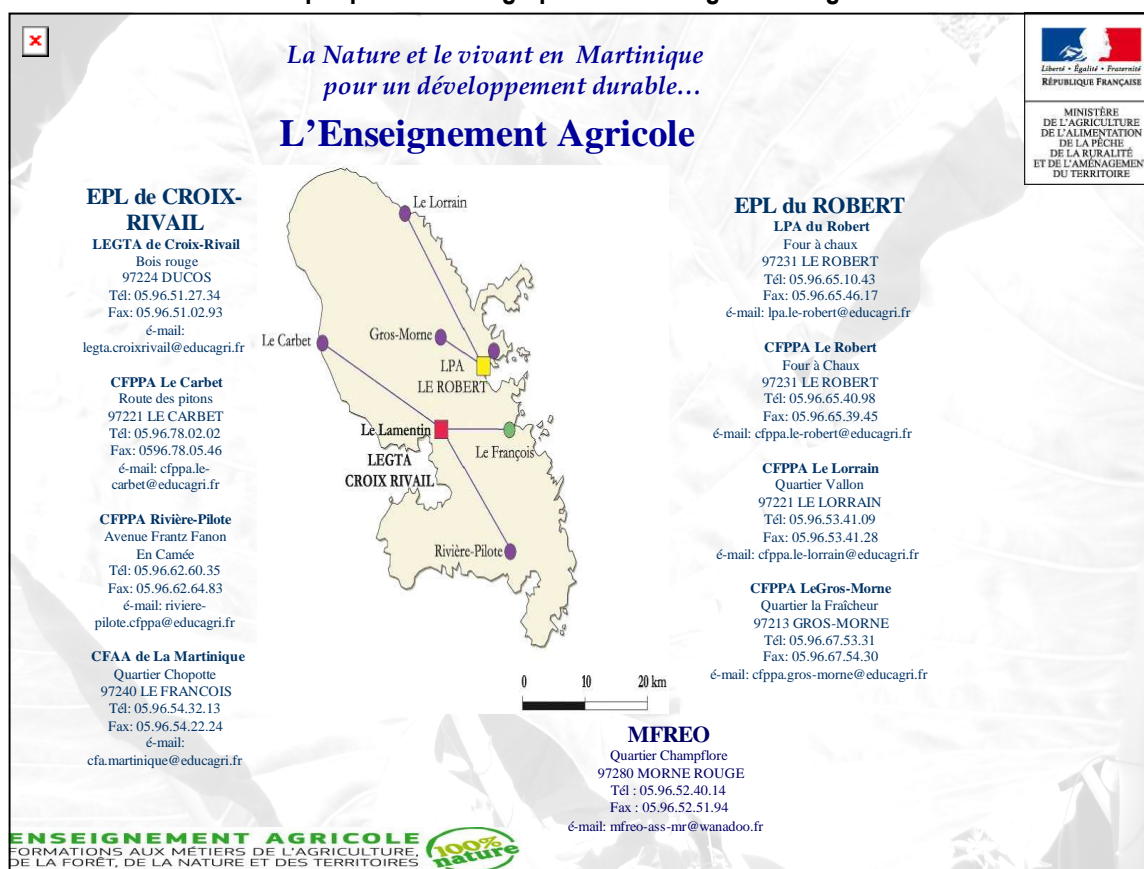 La Nature et le vivant en Martinique
pour un développement durable…
L'Enseignement Agricole
Liberté • Égalité • Fraternité
RÉPUBLIQUE FRANÇAISE
MINISTÈRE
DE L'AGRICULTURE
DE L'ALIMENTATION
DE LA PÊCHE
DE LA RURALITÉ
ET DE L'AMÉNAGEMEN
DU TERRITOIRE
EPL de CROIX-
RIVAIL
LEGTA de Croix-Rivail
Bois rouge
97224 DUCOS
Tél: 05.96.51.27.34
Fax: 05.96.51.02.93
é-mail:
legta.croixrivail@educagri.fr
CFPPA Le Carbet
Route des pitons
97221 LE CARBET
Tél: 05.96.78.02.02
Fax: 0596.78.05.46
é-mail: cfppa.le-
carbet@educagri.fr
CFPPA Rivière-Pilote
Avenue Frantz Fanon
En Camée
Tél: 05.96.62.60.35
Fax: 05.96.62.64.83
é-mail: riviere-
pilote.cfppa@educagri.fr
CFAA de La Martinique
Quartier Chopotte
97240 LE FRANCOIS
Tél: 05.96.54.32.13
Fax: 05.96.54.22.24
é-mail:
cfa.martinique@educagri.fr
Le Lorrain
Gros-Morne
Le Carbet
LPA
LE ROBERT
Le Lamentin
Le François
LEGTA
CROIX RIVAIL
Rivière-Pilote
0 10 20 km
EPL du ROBERT
LPA du Robert
Four à chaux
97231 LE ROBERT
Tél: 05.96.65.10.43
Fax: 05.96.65.46.17
é-mail: lpa.le-robert@educagri.fr
CFPPA Le Robert
Four à Chaux
97231 LE ROBERT
Tél: 05.96.65.40.98
Fax: 05.96.65.39.45
é-mail: cfppa.le-robert@educagri.fr
CFPPA Le Lorrain
Quartier Vallon
97221 LE LORRAIN
Tél: 05.96.53.41.09
Fax: 05.96.53.41.28
é-mail: cfppa.le-lorrain@educagri.fr
CFPPA LeGros-Morne
Quartier la Fraîcheur
97213 GROS-MORNE
Tél: 05.96.67.53.31
Fax: 05.96.67.54.30
é-mail: cfppa.gros-morne@educagri.fr
MFREO
Quartier Champflore
97280 MORNE ROUGE
Tél : 05.96.52.40.14
Fax : 05.96.52.51.94
é-mail: mfreo-ass-mr@wanadoo.fr
ENSEIGNEMENT AGRICOLE
FORMATIONS AUX MÉTIERS DE L'AGRICULTURE,
DE LA FORÊT, DE LA NATURE ET DES TERRITOIRES
100%
nature